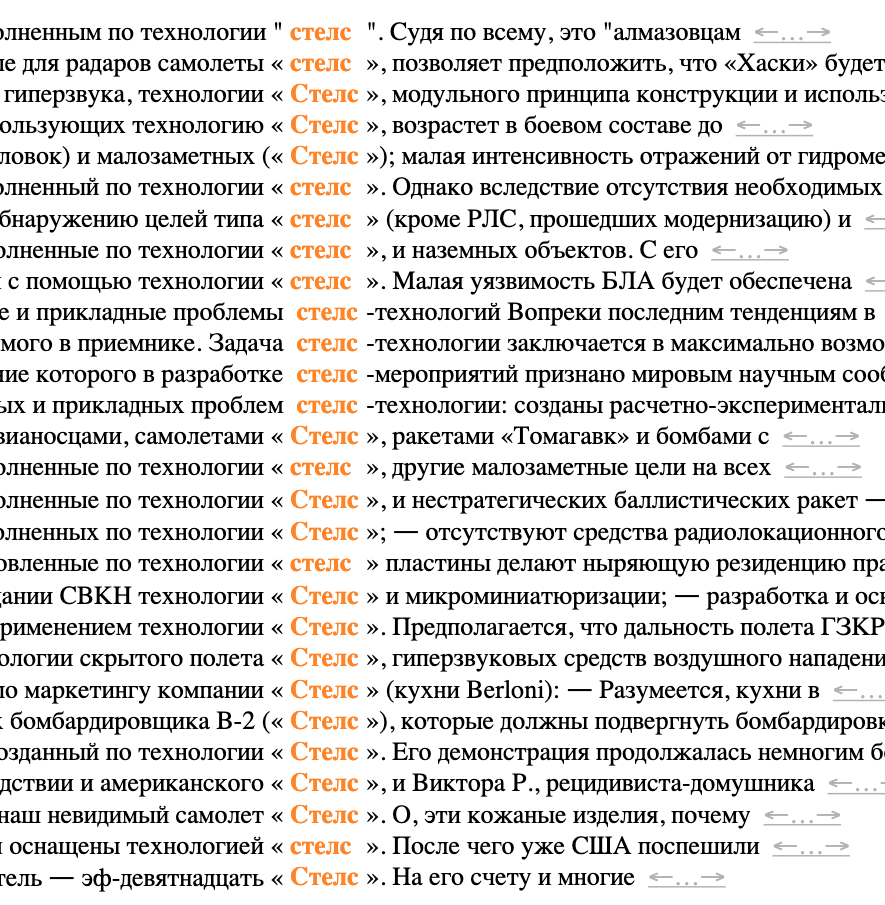 олненным по технологии " стелс ". Судя по всему, это "алмазовцам ←…→
ые для радаров самолеты « стелс », позволяет предположить, что «Хаски» будет
гиперзвука, технологии « Стелс », модульного принципа конструкции и исполь
ользующих технологию « Стелс », возрастет в боевом составе до ←…→
ловок) и малозаметных (« Стелс »); малая интенсивность отражений от гидроме
олненный по технологии « стелс ». Однако вследствие отсутствия необходимых
бнаружению целей типа « стелс » (кроме РЛС, прошедших модернизацию) и ←
олненные по технологии « стелс », и наземных объектов. С его ←…→
с помощью технологии « стелс ». Малая уязвимость БЛА будет обеспечена ←
е и прикладные проблемы стелс -технологий Вопреки последним тенденциям в
мого в приемнике. Задача стелс -технологии заключается в максимально возмо
ние которого в разработке стелс -мероприятий признано мировым научным сооб
ых и прикладных проблем стелс -технологии: созданы расчетно-эксперименталь
вианосцами, самолетами « Стелс », ракетами «Томагавк» и бомбами с ←…→
олненные по технологии « стелс », другие малозаметные цели на всех ←…→
олненные по технологии « Стелс », и нестратегических баллистических ракет —
олненных по технологии « Стелс »; — отсутствуют средства радиолокационного
овленные по технологии « стелс » пластины делают ныряющую резиденцию пра
дании СВКН технологии « Стелс » и микроминиатюризации; — разработка и осн
рименением технологии « Стелс ». Предполагается, что дальность полета ГЗКР
ологии скрытого полета « Стелс », гиперзвуковых средств воздушного нападени
по маркетингу компании « Стелс » (кухни Berloni): — Разумеется, кухни в ←…
к бомбардировщика В-2 (« Стелс »), которые должны подвергнуть бомбардировк
озданный по технологии « Стелс ». Его демонстрация продолжалась немногим бо
дствии и американского « Стелс », и Виктора Р., рецидивиста-домушника ←…
наш невидимый самолет « Стелс ». О, эти кожаные изделия, почему ←…→
и оснащены технологией « стелс ». После чего уже США поспешили ←…→
тель — эф-девятнадцать « Стелс ». На его счету и многие ←…→